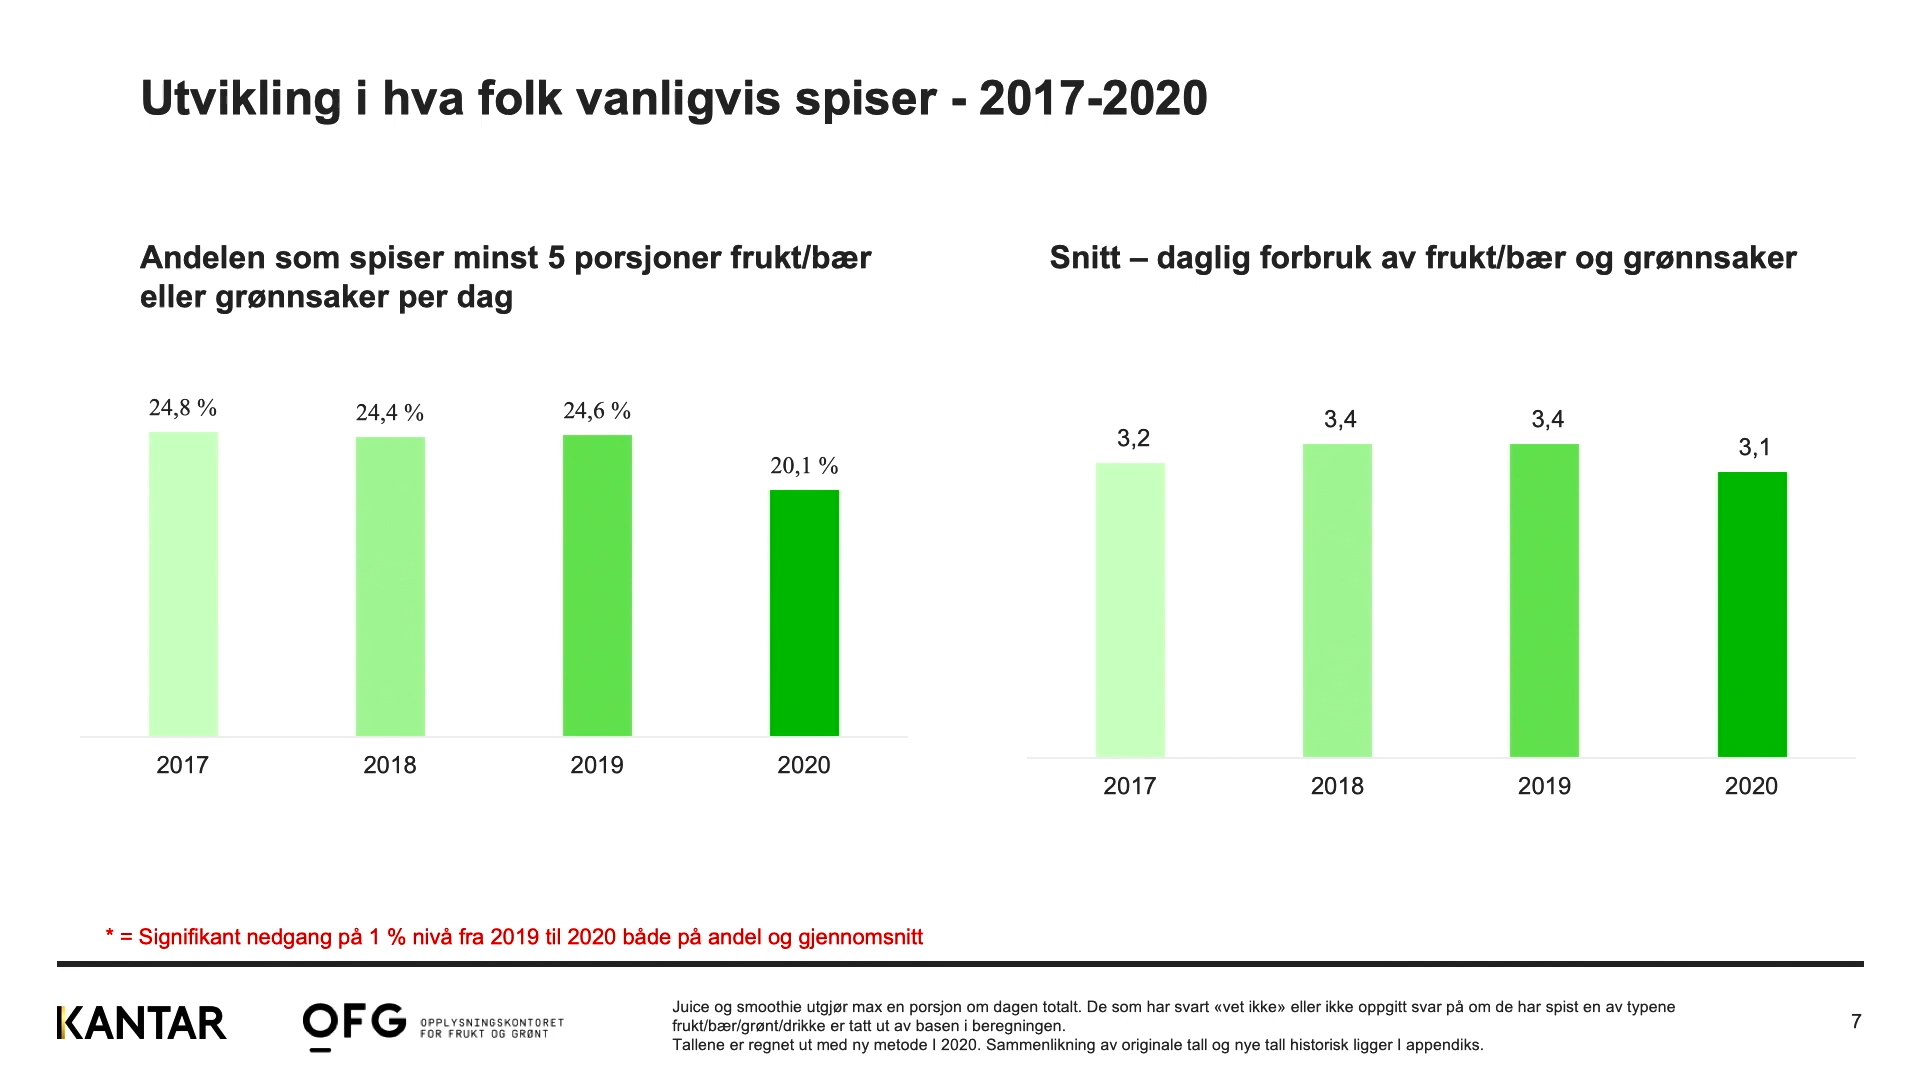 Utvikling i hva folk vanligvis spiser - 2017-2020
Andelen som spiser minst 5 porsjoner frukt/bær
eller grønnsaker per dag
24,8 %
24,4 %
24,6 %
20,1 %
2017
2018
2019
2020
Snitt – daglig forbruk av frukt/bær og grønnsaker
3,2
3,4
3,4
3,1
2017
2018
2019
2020
* = Signifikant nedgang på 1 % nivå fra 2019 til 2020 både på andel og gjennomsnitt
KANTAR
OFG
OPPLYSNINGSKONTORET
FOR FRUKT OG GRØNT
Juice og smoothie utgjør max en porsjon om dagen totalt. De som har svart «vet ikke» eller ikke oppgitt svar på om de har spist en av typene
frukt/bær/grønt/drikke er tatt ut av basen i beregningen.
Tallene er regnet ut med ny metode I 2020. Sammenlikning av originale tall og nye tall historisk ligger I appendiks.
7